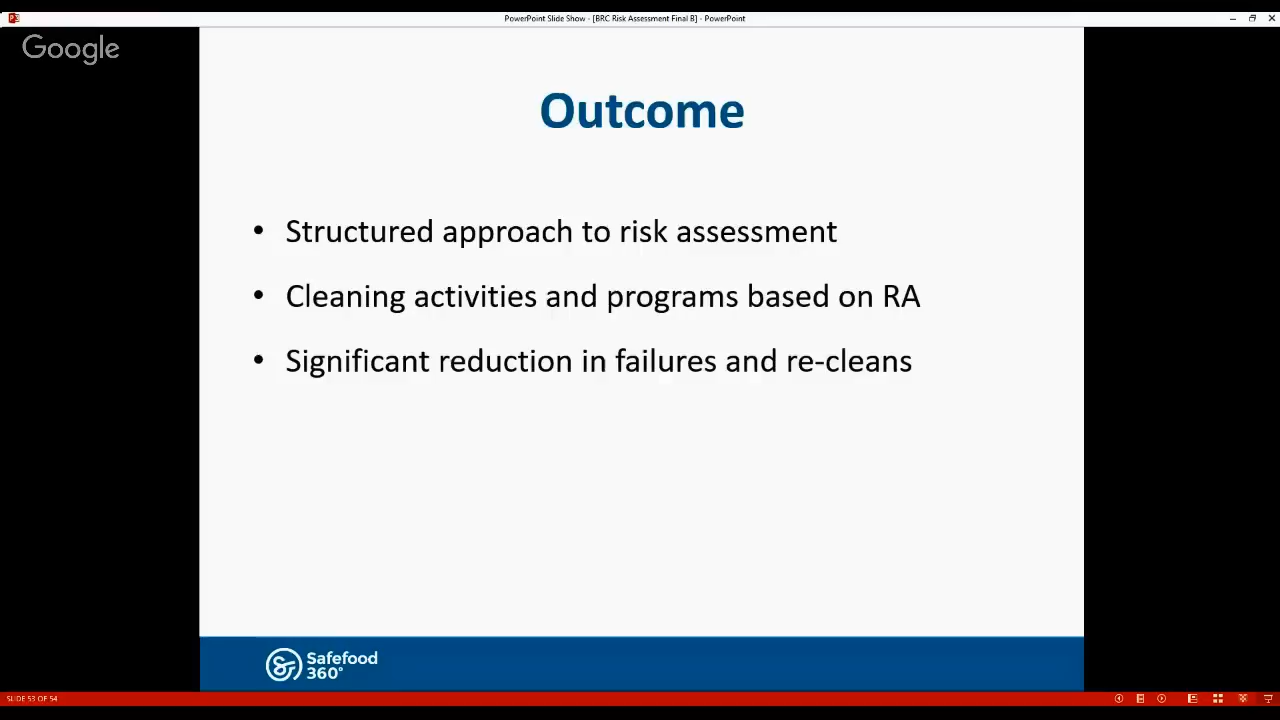 PowerPoint Slide Show - [BRC Risk Assessment Final B] - PowerPoint
Google
Outcome
• Structured approach to risk assessment
• Cleaning activities and programs based on RA
• Significant reduction in failures and re-cleans
Safefood
360°
SLIDE 53 OF 54